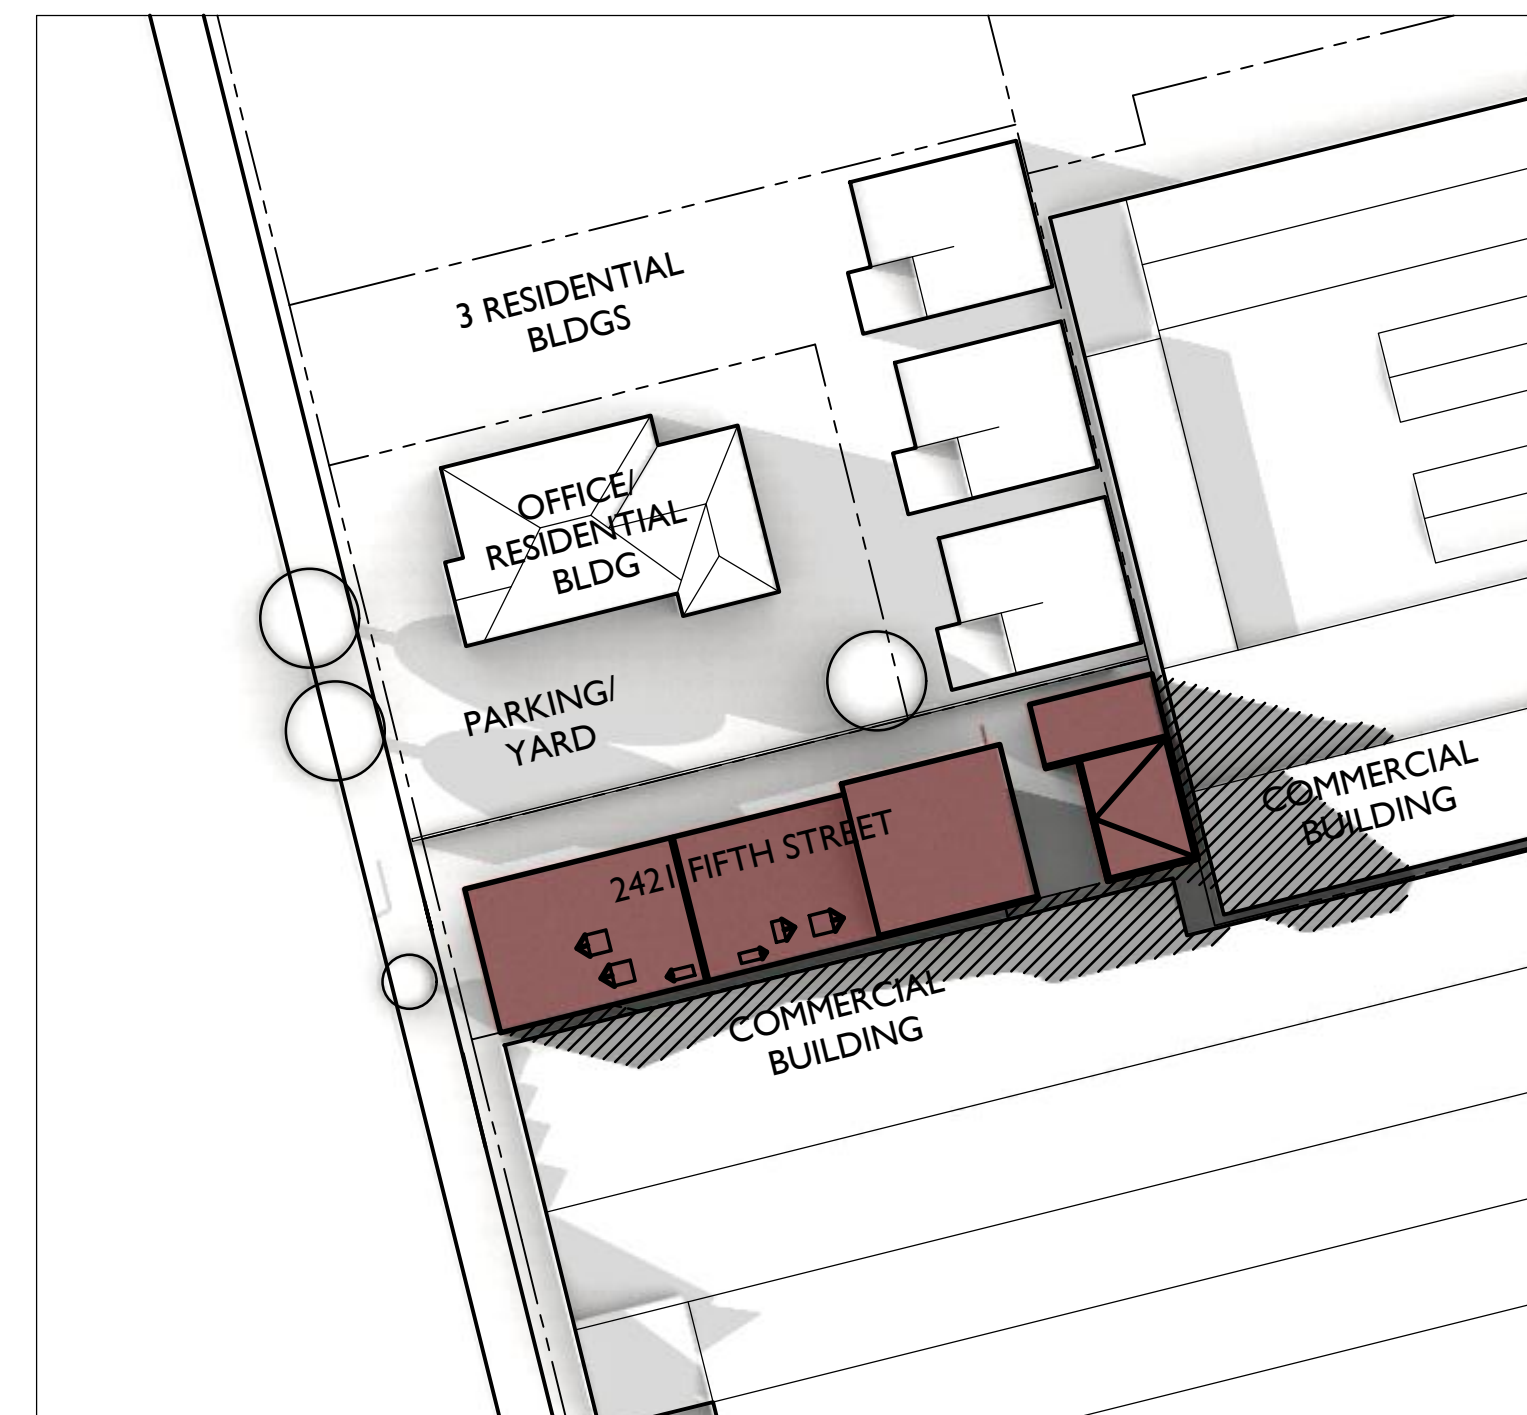 3 RESIDENTIAL
BLDGS
OFFICE/
RESIDENTIAL
BLDG
PARKING/
YARD
2421 FIFTH STREET
COMMERCIAL
BUILDING
COMMERCIAL
BUILDING